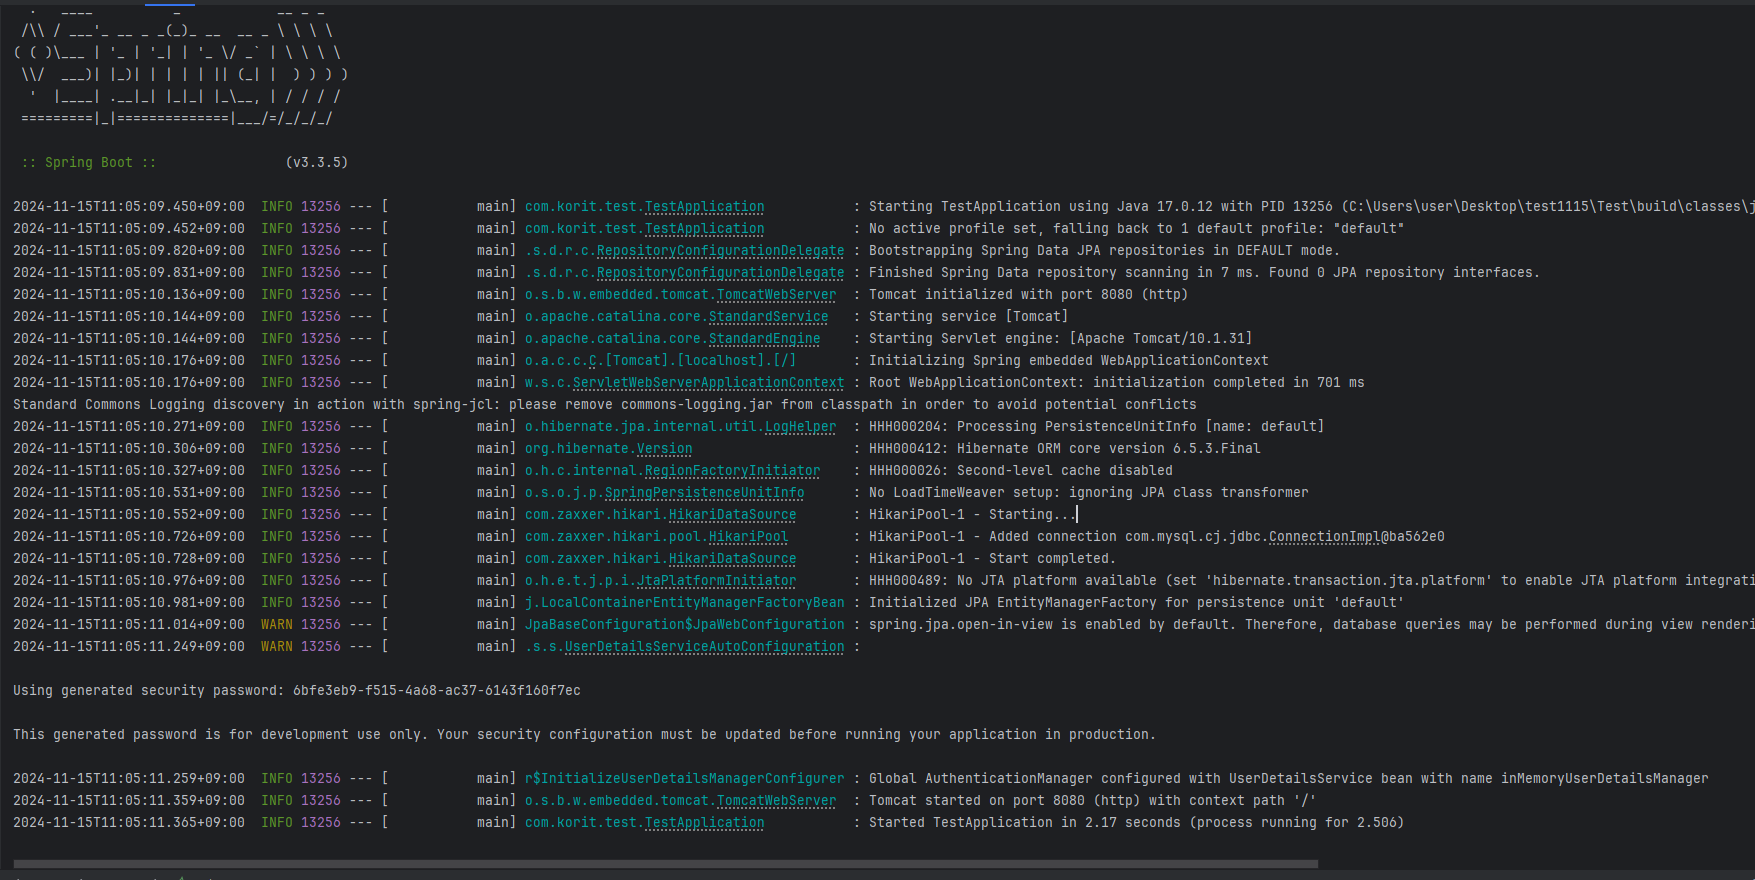 .   ____          _            __ _ _
 /\\ / ___'_ __ _ _(_)_ __  __ _ \ \ \ \
( ( )\___ | '_ | '_| | '_ \/ _` | \ \ \ \
 \\/  ___)| |_)| | | | | || (_| |  ) ) ) )
  '  |____| .__|_| |_|_| |_\__, | / / / /
 =========|_|==============|___/=/_/_/_/
 :: Spring Boot ::                (v3.3.5)
2024-11-15T11:05:09.450+09:00  INFO 13256 --- [           main] com.korit.test.TestApplication           : Starting TestApplication using Java 17.0.12 with PID 13256 (C:\Users\user\Desktop\test1115\Test\build\classes\j
2024-11-15T11:05:09.452+09:00  INFO 13256 --- [           main] com.korit.test.TestApplication           : No active profile set, falling back to 1 default profile: "default"
2024-11-15T11:05:09.820+09:00  INFO 13256 --- [           main] .s.d.r.c.RepositoryConfigurationDelegate : Bootstrapping Spring Data JPA repositories in DEFAULT mode.
2024-11-15T11:05:09.831+09:00  INFO 13256 --- [           main] .s.d.r.c.RepositoryConfigurationDelegate : Finished Spring Data repository scanning in 7 ms. Found 0 JPA repository interfaces.
2024-11-15T11:05:10.136+09:00  INFO 13256 --- [           main] o.s.b.w.embedded.tomcat.TomcatWebServer  : Tomcat initialized with port 8080 (http)
2024-11-15T11:05:10.144+09:00  INFO 13256 --- [           main] o.apache.catalina.core.StandardService   : Starting service [Tomcat]
2024-11-15T11:05:10.144+09:00  INFO 13256 --- [           main] o.apache.catalina.core.StandardEngine    : Starting Servlet engine: [Apache Tomcat/10.1.31]
2024-11-15T11:05:10.176+09:00  INFO 13256 --- [           main] o.a.c.c.C.[Tomcat].[localhost].[/]       : Initializing Spring embedded WebApplicationContext
2024-11-15T11:05:10.176+09:00  INFO 13256 --- [           main] w.s.c.ServletWebServerApplicationContext : Root WebApplicationContext: initialization completed in 701 ms
Standard Commons Logging discovery in action with spring-jcl: please remove commons-logging.jar from classpath in order to avoid potential conflicts
2024-11-15T11:05:10.271+09:00  INFO 13256 --- [           main] o.hibernate.jpa.internal.util.LogHelper  : HHH000204: Processing PersistenceUnitInfo [name: default]
2024-11-15T11:05:10.306+09:00  INFO 13256 --- [           main] org.hibernate.Version                    : HHH000412: Hibernate ORM core version 6.5.3.Final
2024-11-15T11:05:10.327+09:00  INFO 13256 --- [           main] o.h.c.internal.RegionFactoryInitiator    : HHH000026: Second-level cache disabled
2024-11-15T11:05:10.531+09:00  INFO 13256 --- [           main] o.s.o.j.p.SpringPersistenceUnitInfo      : No LoadTimeWeaver setup: ignoring JPA class transformer
2024-11-15T11:05:10.552+09:00  INFO 13256 --- [           main] com.zaxxer.hikari.HikariDataSource       : HikariPool-1 - Starting...
2024-11-15T11:05:10.726+09:00  INFO 13256 --- [           main] com.zaxxer.hikari.pool.HikariPool        : HikariPool-1 - Added connection com.mysql.cj.jdbc.ConnectionImpl@ba562e0
2024-11-15T11:05:10.728+09:00  INFO 13256 --- [           main] com.zaxxer.hikari.HikariDataSource       : HikariPool-1 - Start completed.
2024-11-15T11:05:10.976+09:00  INFO 13256 --- [           main] o.h.e.t.j.p.i.JtaPlatformInitiator       : HHH000489: No JTA platform available (set 'hibernate.transaction.jta.platform' to enable JTA platform integrati
2024-11-15T11:05:10.981+09:00  INFO 13256 --- [           main] j.LocalContainerEntityManagerFactoryBean : Initialized JPA EntityManagerFactory for persistence unit 'default'
2024-11-15T11:05:11.014+09:00  WARN 13256 --- [           main] JpaBaseConfiguration$JpaWebConfiguration : spring.jpa.open-in-view is enabled by default. Therefore, database queries may be performed during view renderi
2024-11-15T11:05:11.249+09:00  WARN 13256 --- [           main] .s.s.UserDetailsServiceAutoConfiguration :
Using generated security password: 6bfe3eb9-f515-4a68-ac37-6143f160f7ec
This generated password is for development use only. Your security configuration must be updated before running your application in production.
2024-11-15T11:05:11.259+09:00  INFO 13256 --- [           main] r$InitializeUserDetailsManagerConfigurer : Global AuthenticationManager configured with UserDetailsService bean with name inMemoryUserDetailsManager
2024-11-15T11:05:11.359+09:00  INFO 13256 --- [           main] o.s.b.w.embedded.tomcat.TomcatWebServer  : Tomcat started on port 8080 (http) with context path '/'
2024-11-15T11:05:11.365+09:00  INFO 13256 --- [           main] com.korit.test.TestApplication           : Started TestApplication in 2.17 seconds (process running for 2.506)